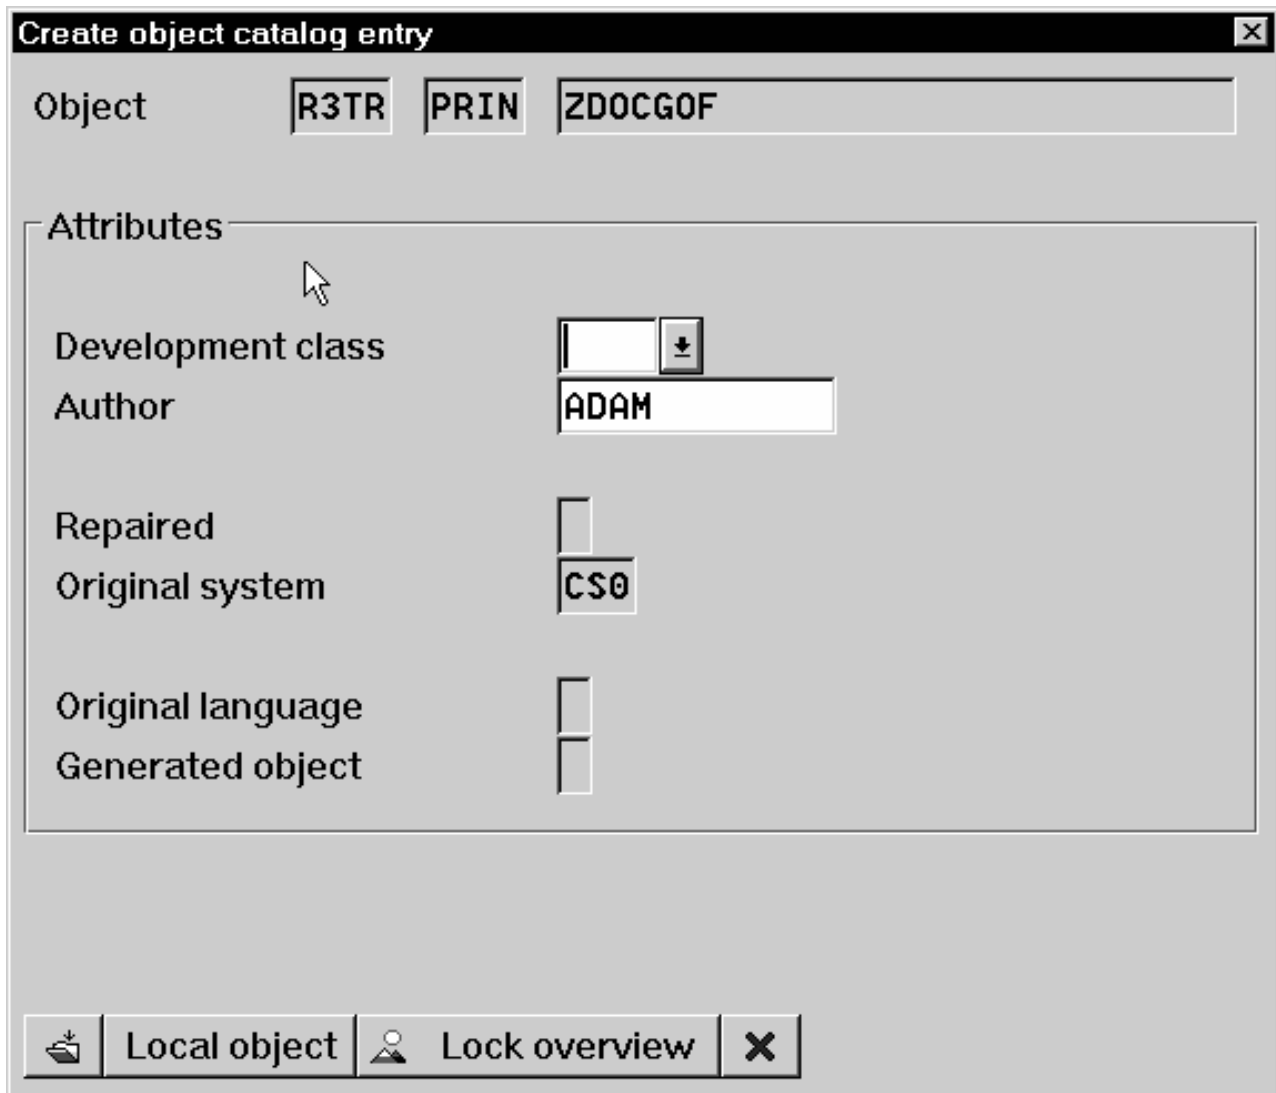 Create object catalog entry
Object R3TR PRIN ZDOCGOF
Attributes
Development class
Author ADAM
Repaired
Original system CS0
Original language
Generated object
Local object Lock overview